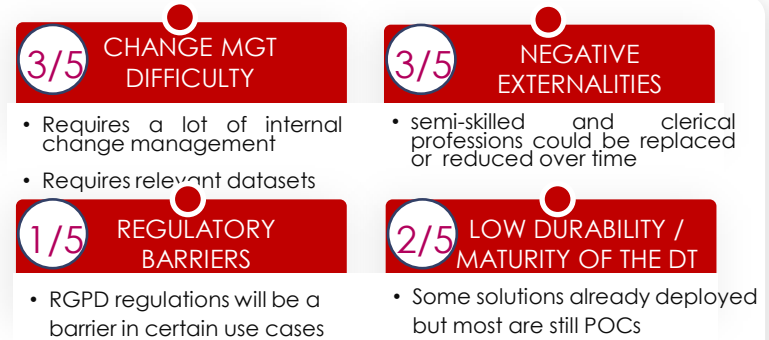 3/5
CHANGE MGT
DIFFICULTY
• Requires a lot of internal
change management
• Requires relevant datasets
3/5
NEGATIVE
EXTERNALITIES
• semi-skilled and clerical
professions could be replaced
or reduced over time
1/5
REGULATORY
BARRIERS
• RGPD regulations will be a
barrier in certain use cases
2/5
LOW DURABILITY /
MATURITY OF THE DT
• Some solutions already deployed
but most are still POCs